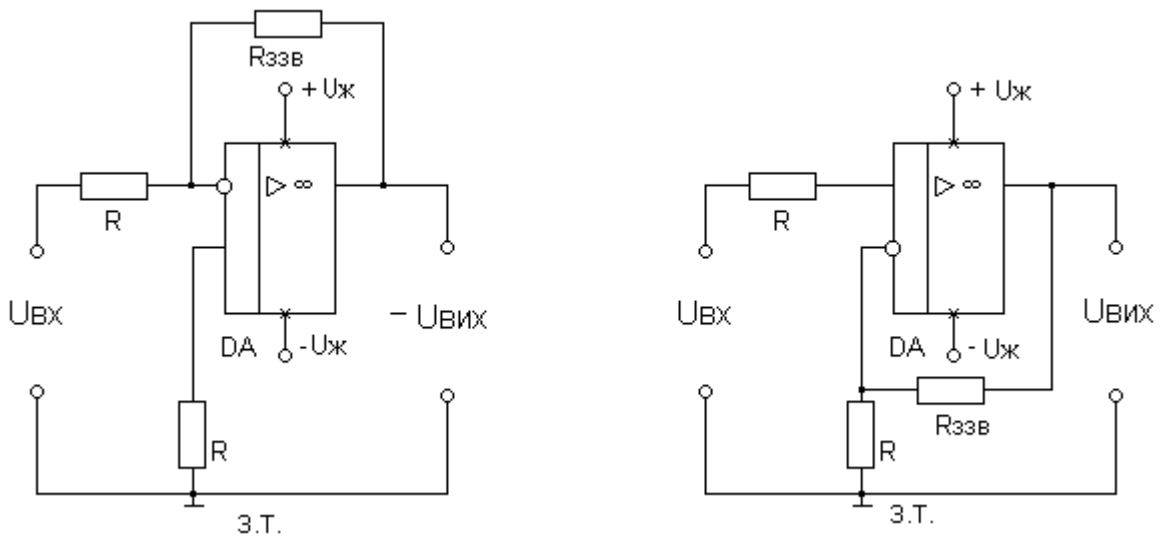 Rззв
+ Uж
▷ ∞
R
Uвх
− Uвих
DA
- Uж
R
З.Т.
+ Uж
▷ ∞
R
Uвх
Uвих
DA
- Uж
Rззв
R
З.Т.